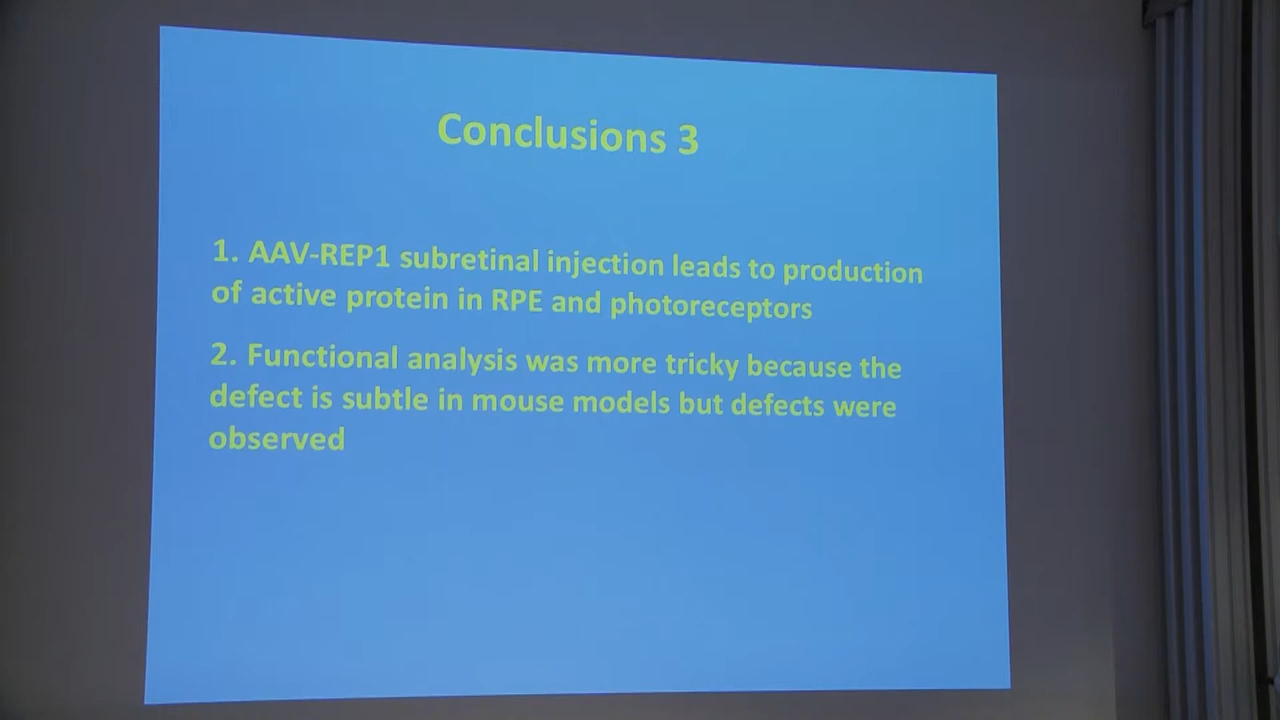 Conclusions 3
1. AAV-REP1 subretinal injection leads to production
of active protein in RPE and photoreceptors
2. Functional analysis was more tricky because the
defect is subtle in mouse models but defects were
observed